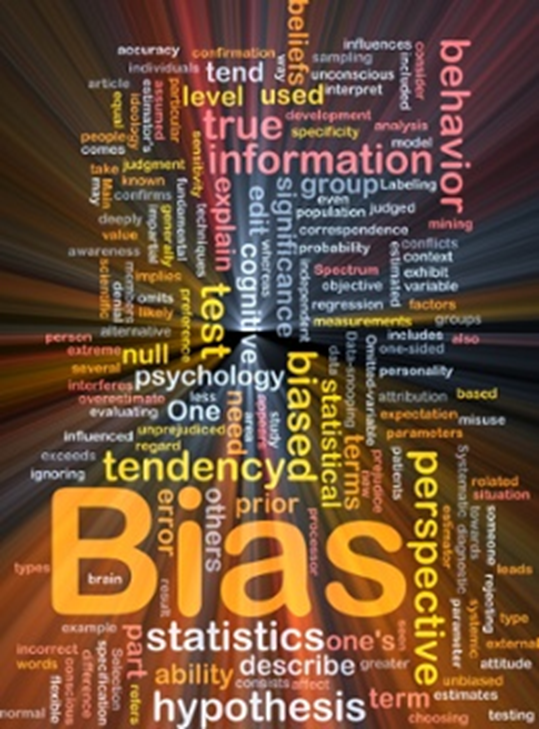 beliefs
behavior
accuracy
confirmation
influences
way
sampling
consider
included
individuals
tend
unconscious
article
particular
interpret
equal
ideology
assumed
estimator's
level used
true
development
specificity
analysis
people
comes
sensitivity
information
model
judgment
take
may
Main
known
confirms
fundamental
techniques
explain
edit
significance
group
Labeling
even
population
judged
deeply
impartial
generally
correspondence
mining
value
whereas
probability
awareness
cognitive
independent
estimated
conflicts
context
scientific
members
denial
implies
Spectrum
exhibit
objective
variable
omits
likely
preference
test
regression
factors
measurements
groups
alternative
person
includes
also
extreme
null
biased
data
Data-snooping
Omitted-variable
one-sided
several
psychology
personality
interferes
overestimate
less
need
area
appears
study
statistical
attribution
based
evaluating
One
expectation
misuse
unprejudiced
parameters
influenced
regard
terms
prejudice
new
patients
exceeds
ignoring
tendency
perspective
Systematic
diagnostic
towards
related
situation
Bias
error
others
prior
processor
estimator
someone
rejecting
types
brain
leads
result
parameter
systemic
type
example
statistics
one's
seen
external
incorrect
words
conscious
flexible
difference
specification
Selection
part
refers
describe
greater
attitude
ability
consists
affect
unbiased
normal
hypothesis
term
estimates
choosing
testing